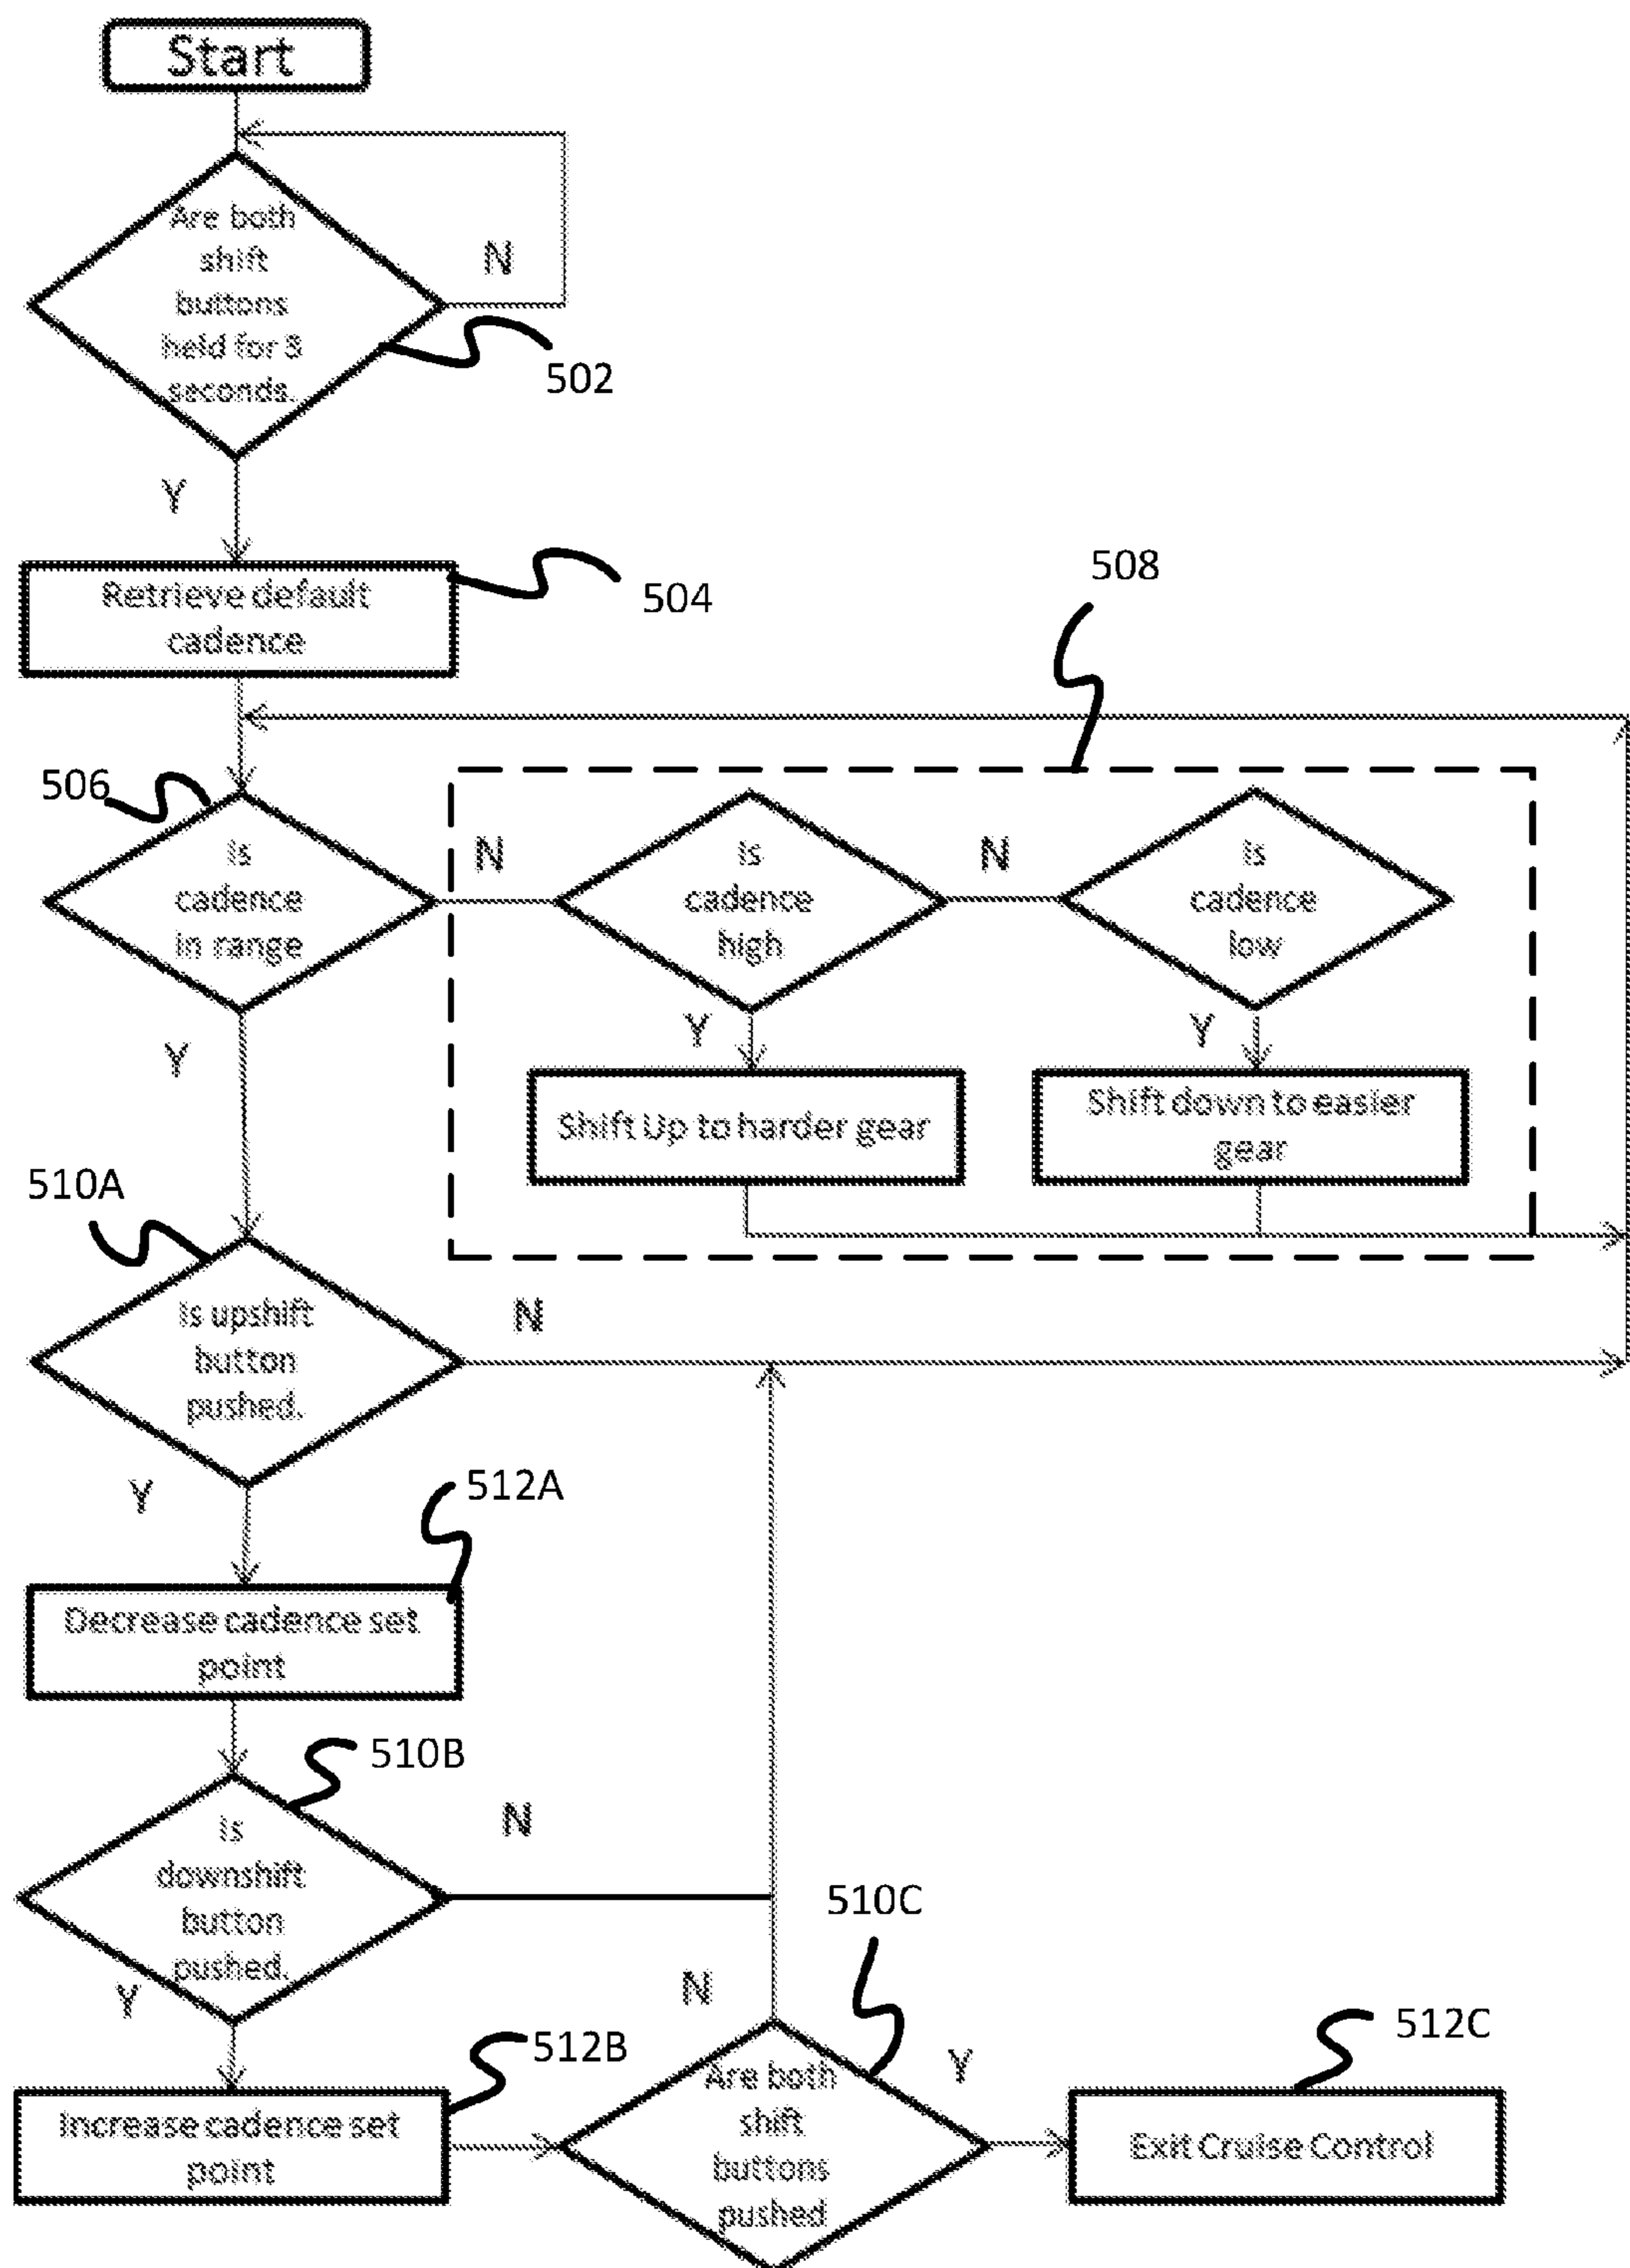 Start
Are both
shift
buttons
held for 3
seconds.
N
502
Y
Retrieve default
cadence
504
508
506
Is
cadence
in range
N
Is
cadence
high
N
Is
cadence
low
Y
Y
Y
Shift Up to harder gear
Shift down to easier
gear
510A
Is upshift
button
pushed.
N
Y
512A
Decrease cadence set
point
510B
Is
downshift
button
pushed.
N
Y
510C
N
512B
Increase cadence set
point
Are both
shift
buttons
pushed
Y
512C
Exit Cruise Control